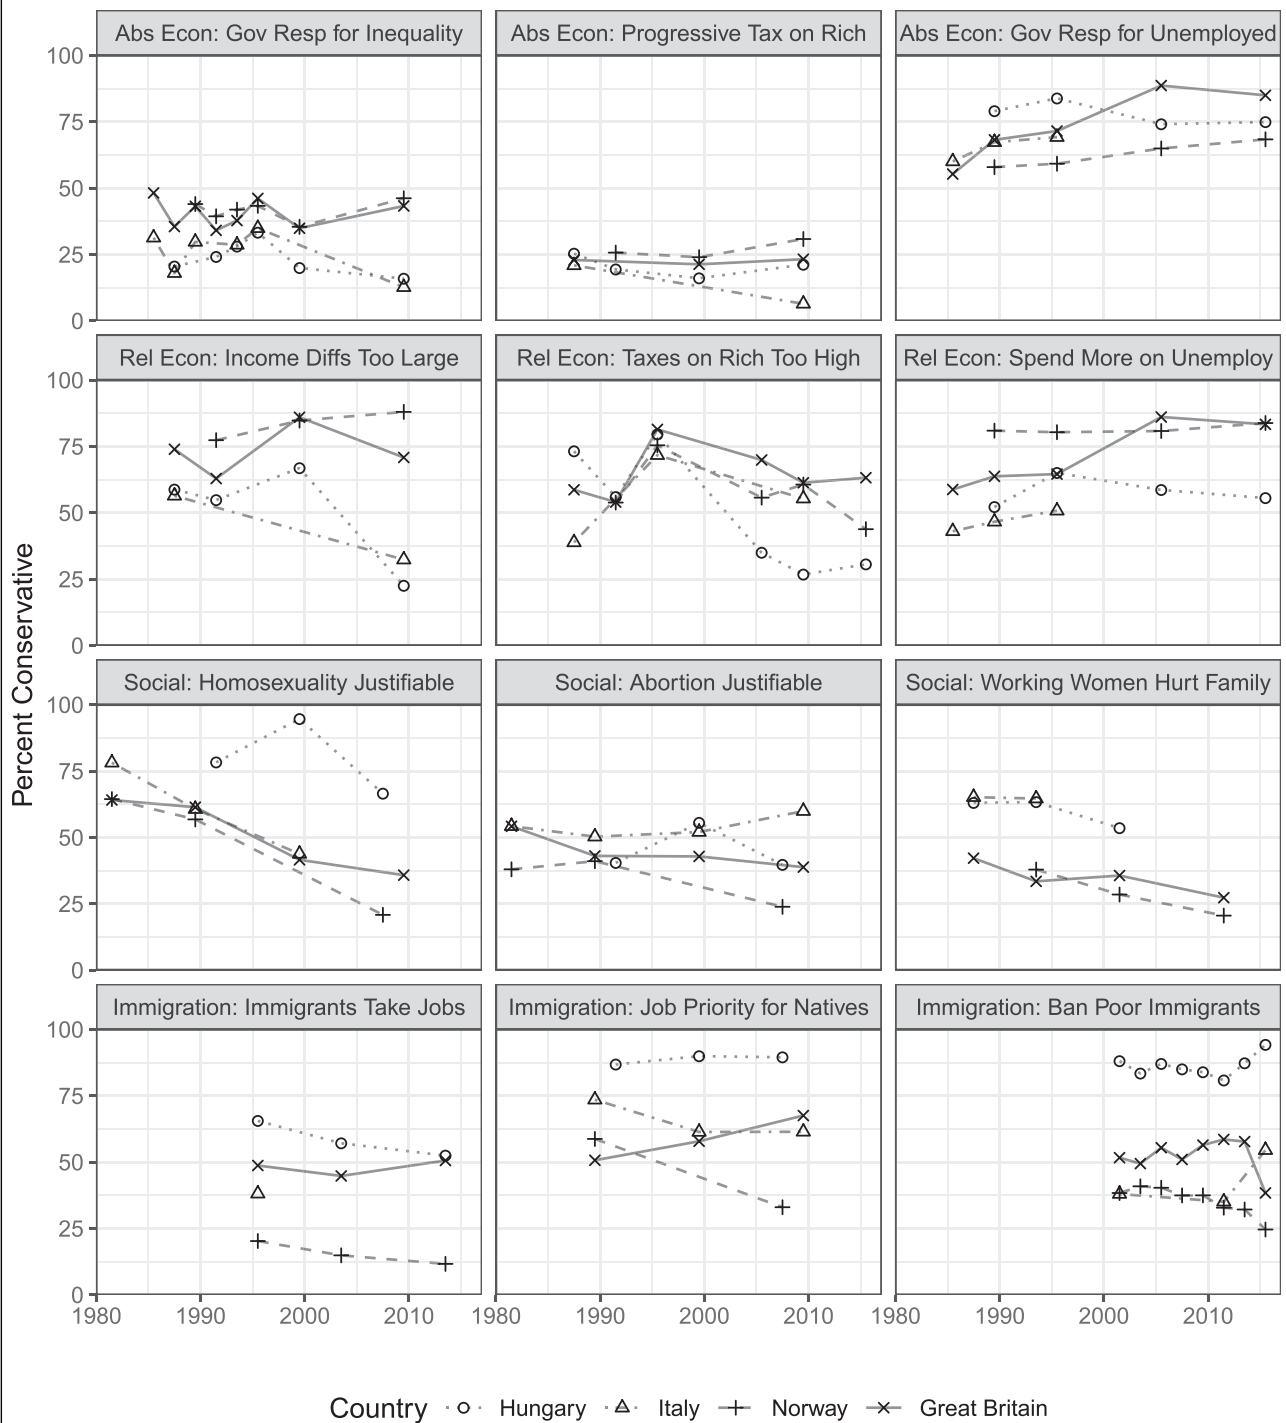 Abs Econ: Gov Resp for Inequality Abs Econ: Progressive Tax on Rich Abs Econ: Gov Resp for Unemployed
100
75
50
25
0
Rel Econ: Income Diffs Too Large Rel Econ: Taxes on Rich Too High Rel Econ: Spend More on Unemploy
100
75
50
25
0
Percent Conservative
Social: Homosexuality Justifiable Social: Abortion Justifiable Social: Working Women Hurt Family
100
75
50
25
0
Immigration: Immigrants Take Jobs Immigration: Job Priority for Natives Immigration: Ban Poor Immigrants
100
75
50
25
0
1980 1990 2000 2010 1980 1990 2000 2010 1980 1990 2000 2010
Country Hungary Italy Norway Great Britain